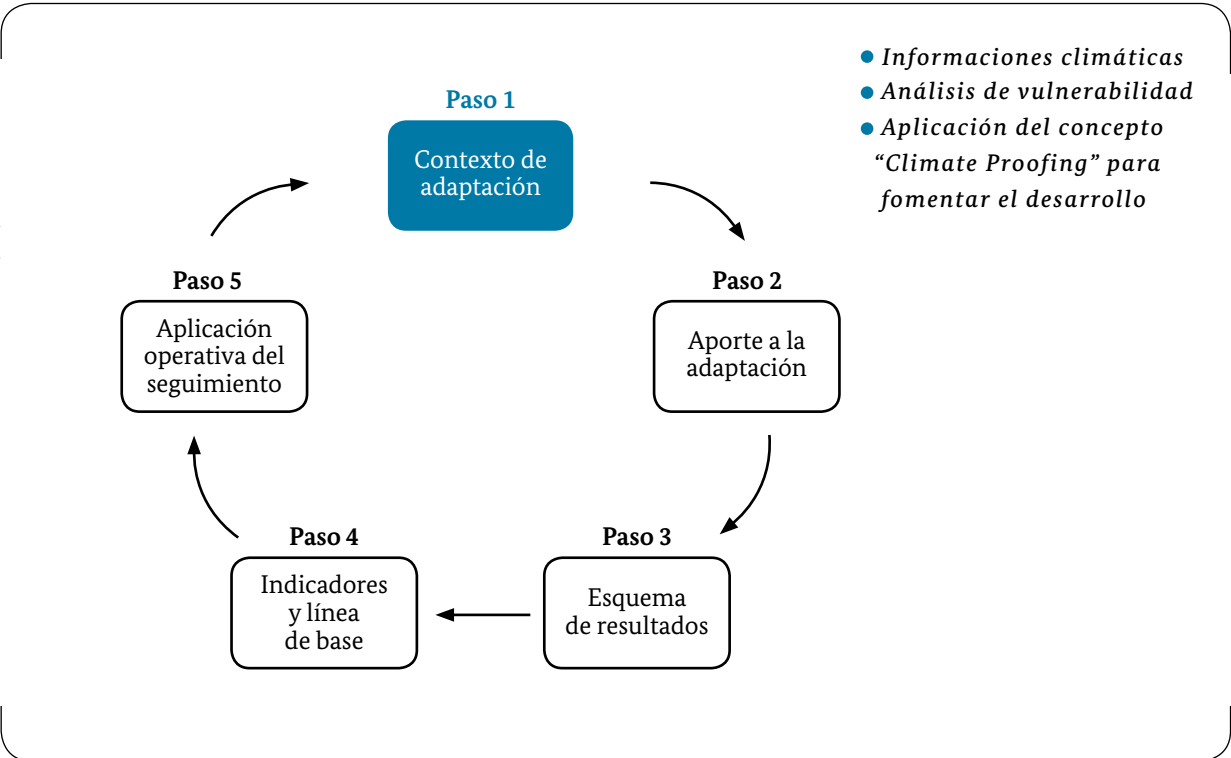 Informaciones climáticas
Análisis de vulnerabilidad
Aplicación del concepto
“Climate Proofing” para
fomentar el desarrollo
Paso 1
Contexto de
adaptación
Paso 2
Aporte a la
adaptación
Paso 3
Esquema
de resultados
Paso 4
Indicadores
y línea
de base
Paso 5
Aplicación
operativa del
seguimiento